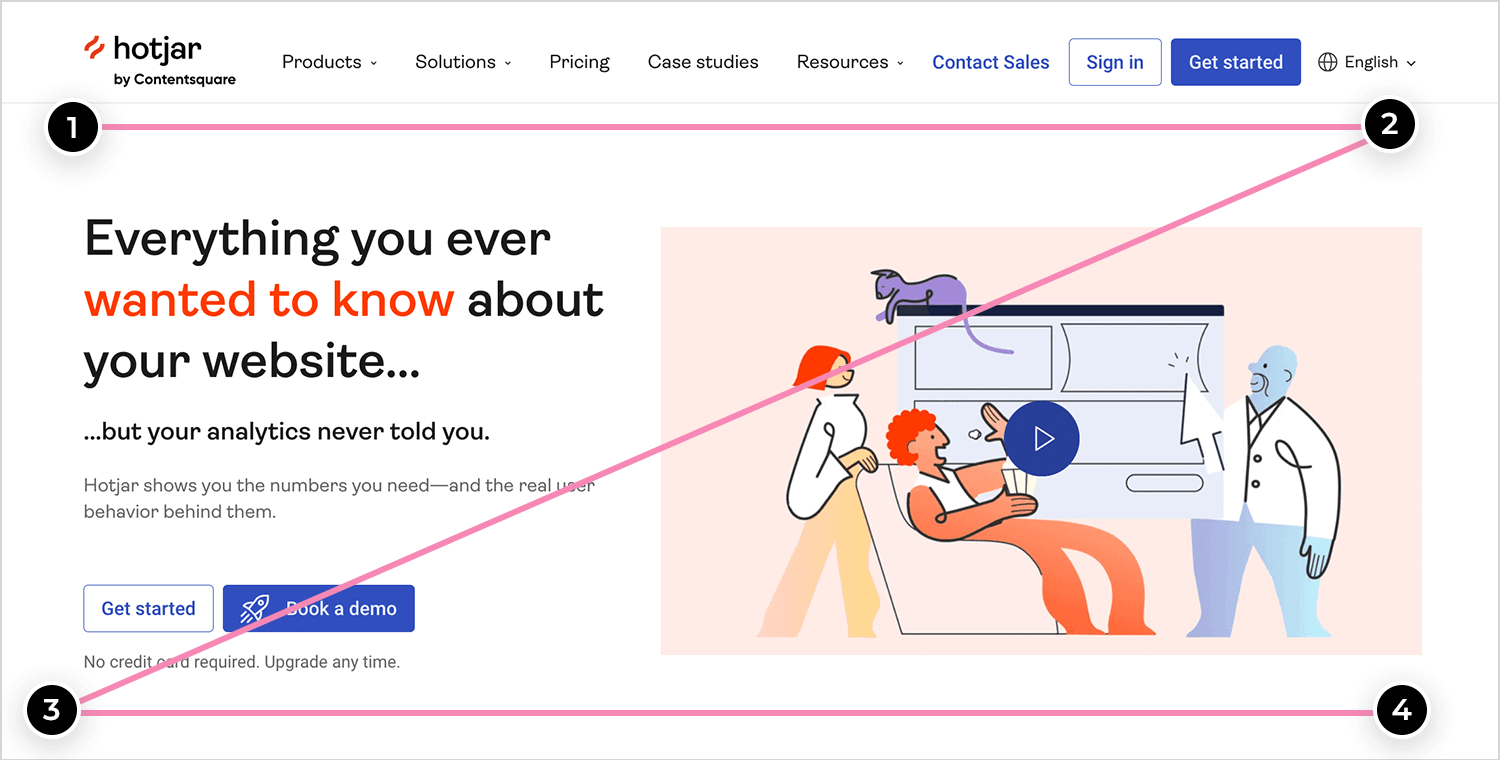 hotjar
by Contentsquare
Products Solutions Pricing Case studies Resources Contact Sales Sign in Get started English
1 2
Everything you ever
wanted to know about
your website...
...but your analytics never told you.
Hotjar shows you the numbers you need—and the real user
behavior behind them.
Get started Book a demo
No credit card required. Upgrade any time.
3 4